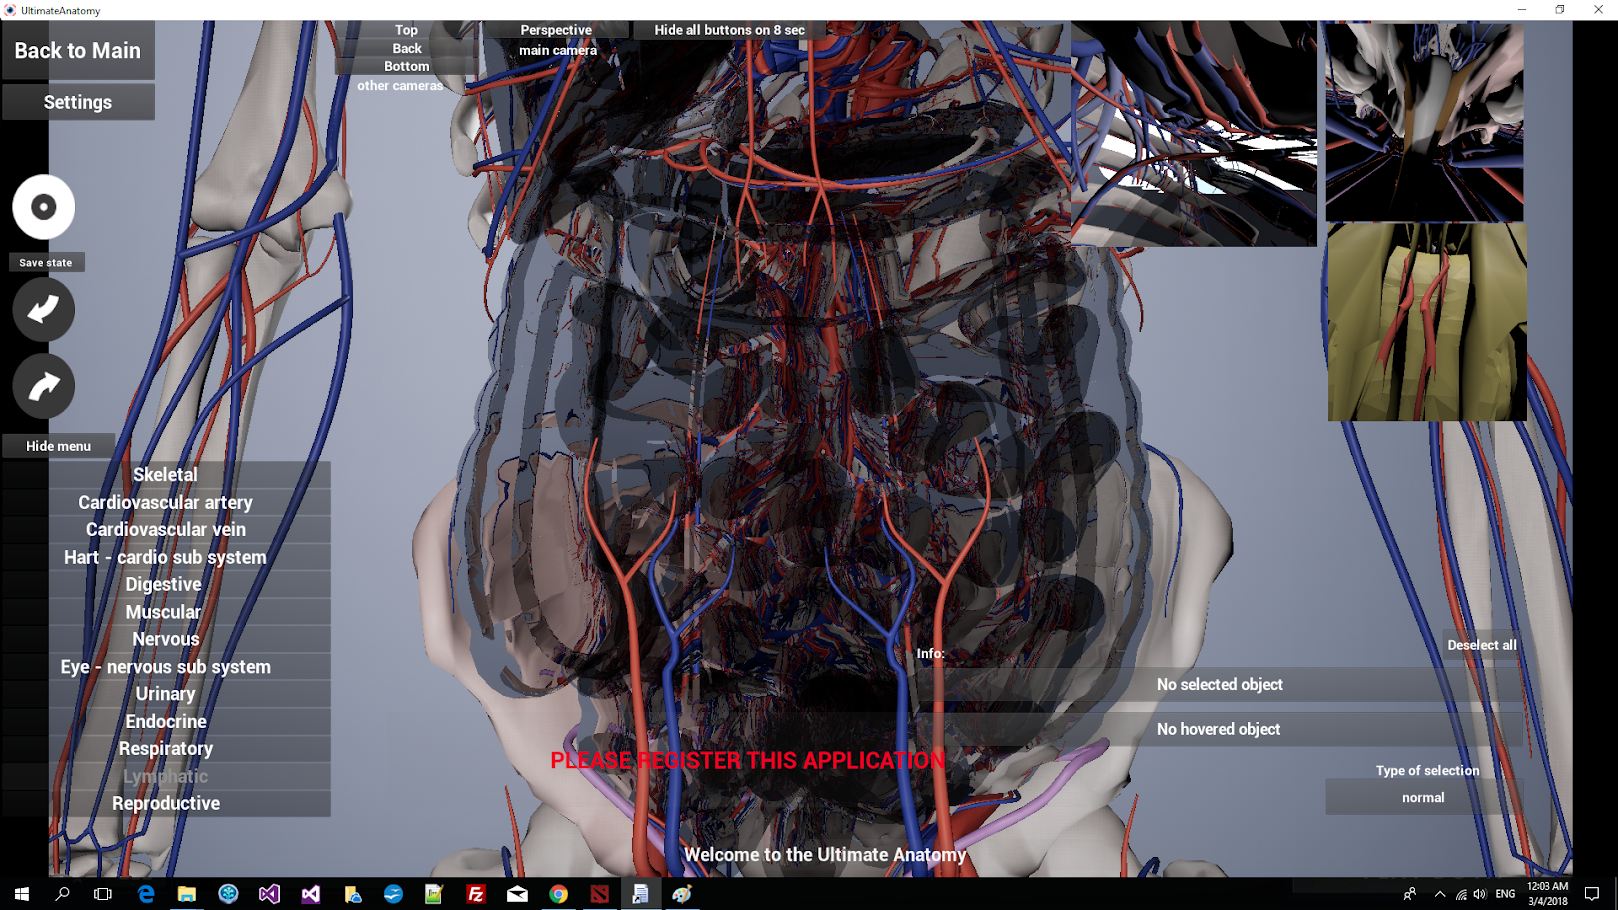 UltimateAnatomy
Back to Main
Settings
Top
Back
Bottom
other cameras
Perspective
main camera
Hide all buttons on 8 sec
Save state
Hide menu
Skeletal
Cardiovascular artery
Cardiovascular vein
Hart - cardio sub system
Digestive
Muscular
Nervous
Eye - nervous sub system
Urinary
Endocrine
Respiratory
Lymphatic
Reproductive
Deselect all
Info:
No selected object
No hovered object
PLEASE REGISTER THIS APPLICATION
Type of selection
normal
Welcome to the Ultimate Anatomy
ENG
12:03 AM
3/4/2018